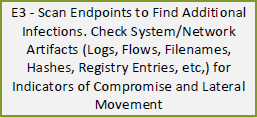 E3 - Scan Endpoints to Find Additional
Infections. Check System/Network
Artifacts (Logs, Flows, Filenames,
Hashes, Registry Entries, etc,) for
Indicators of Compromise and Lateral
Movement